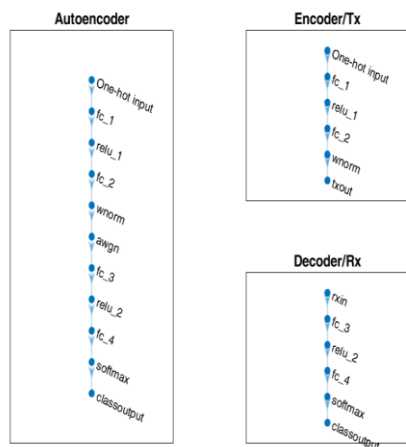 Autoencoder
One-hot input
fc_1
relu_1
fc_2
wnorm
awgn
fc_3
relu_2
fc_4
softmax
classoutput
Encoder/Tx
One-hot input
fc_1
relu_1
fc_2
wnorm
txout
Decoder/Rx
rxin
fc_3
relu_2
fc_4
softmax
classoutput